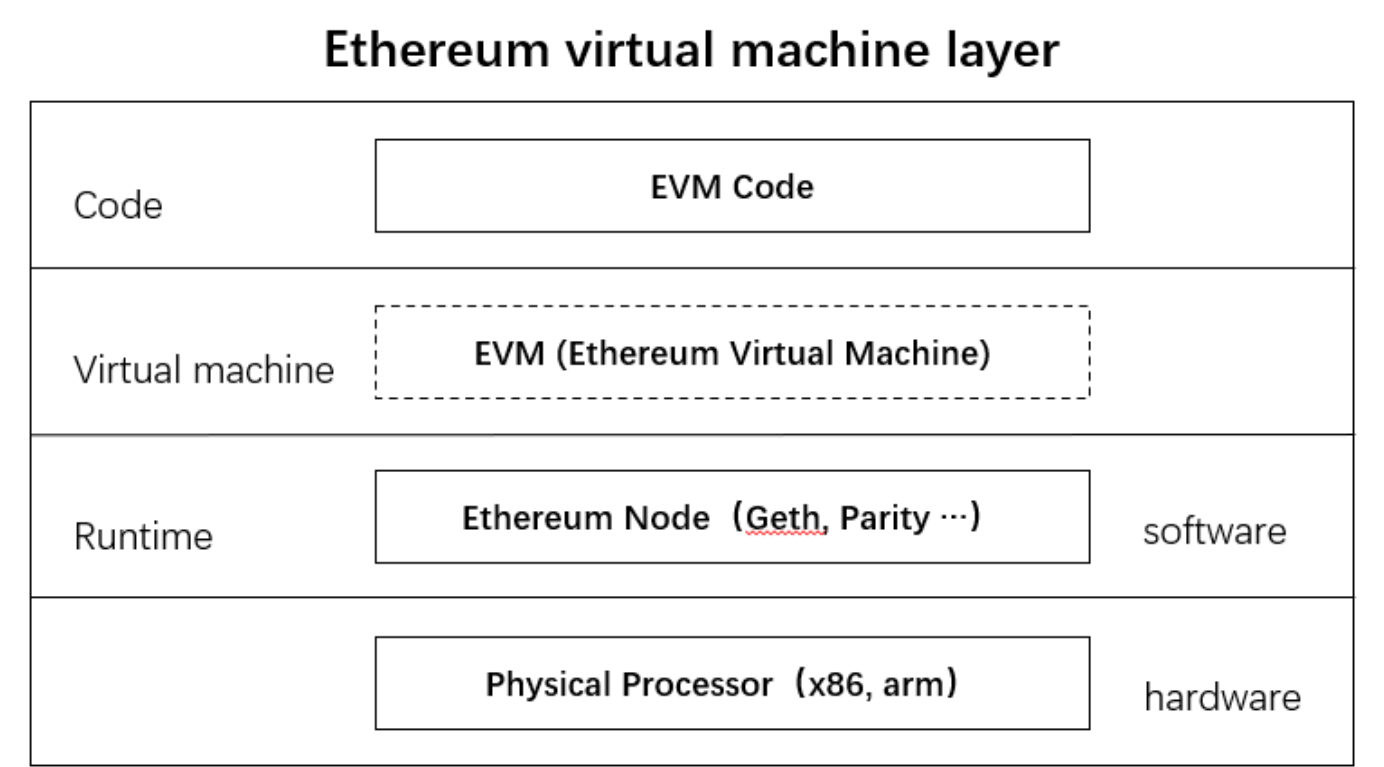 Ethereum virtual machine layer
Code
EVM Code
Virtual machine
EVM (Ethereum Virtual Machine)
Runtime
Ethereum Node（Geth, Parity ···）
software
Physical Processor（x86, arm）
hardware